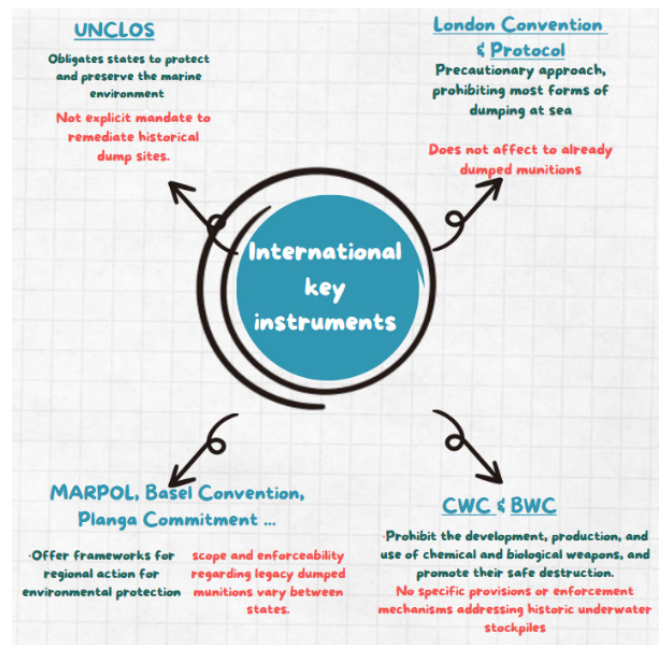 UNCLOS
Obligates states to protect
and preserve the marine
environment
Not explicit mandate to
remediate historical
dump sites.
London Convention
& Protocol
Precautionary approach,
prohibiting most forms of
dumping at sea
Does not affect to already
dumped munitions
International
key
instruments
MARPOL, Basel Convention,
Planga Commitment ...
·Offer frameworks for
regional action for
environmental protection
scope and enforceability
regarding legacy dumped
munitions vary between
states.
CWC & BWC
·Prohibit the development, production, and
use of chemical and biological weapons, and
promote their safe destruction.
No specific provisions or enforcement
mechanisms addressing historic underwater
stockpiles